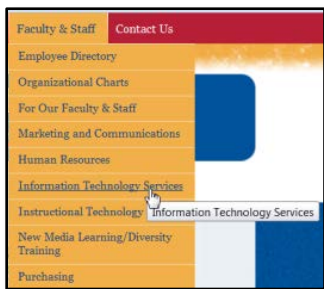 Faculty & Staff
Contact Us
Employee Directory
Organizational Charts
For Our Faculty & Staff
Marketing and Communications
Human Resources
Information Technology Services
Instructional Technology
Information Technology Services
New Media Learning/Diversity
Training
Purchasing